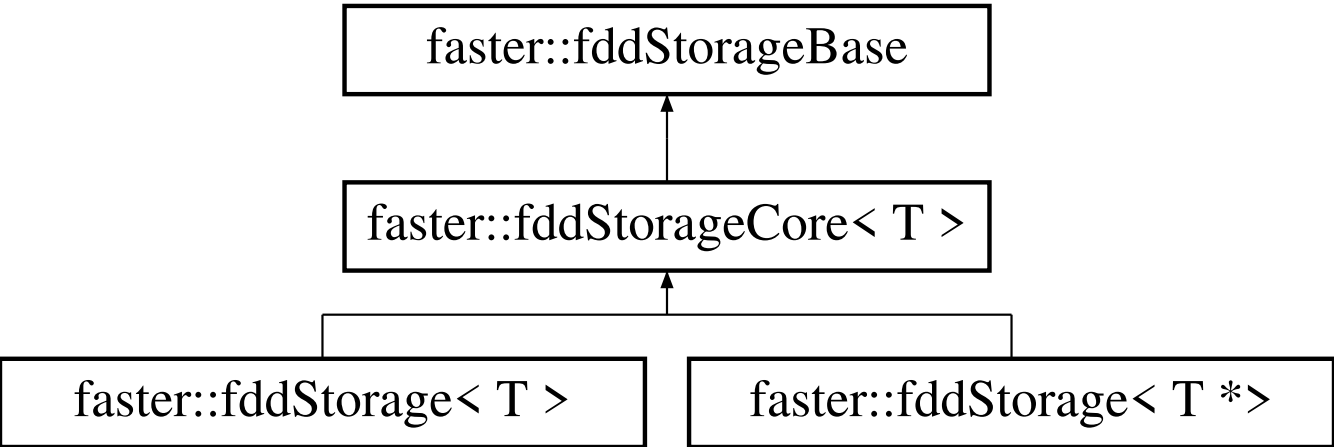 faster::fddStorageBase
faster::fddStorageCore< T >
faster::fddStorage< T >
faster::fddStorage< T *>